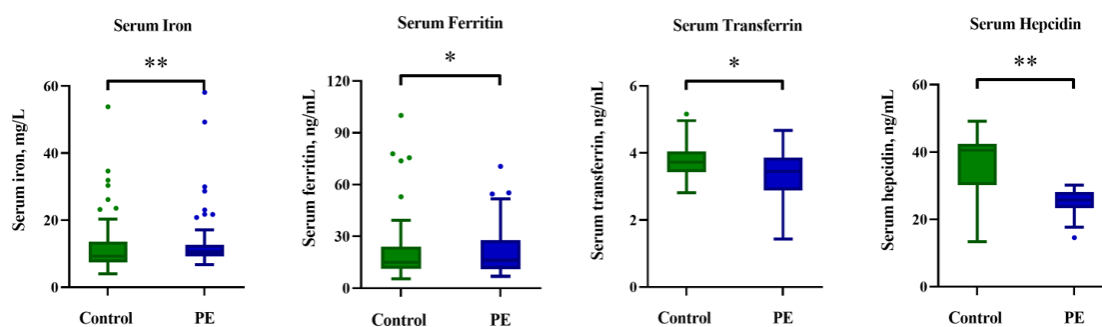 Serum Iron
**
Serum iron, mg/L
60
40
20
0
Control PE
Serum Ferritin
*
Serum ferritin, ng/mL
120
90
60
30
0
Control PE
Serum Transferrin
*
Serum transferrin, ng/mL
6
4
2
0
Control PE
Serum Hepcidin
**
Serum hepcidin, ng/mL
60
40
20
0
Control PE